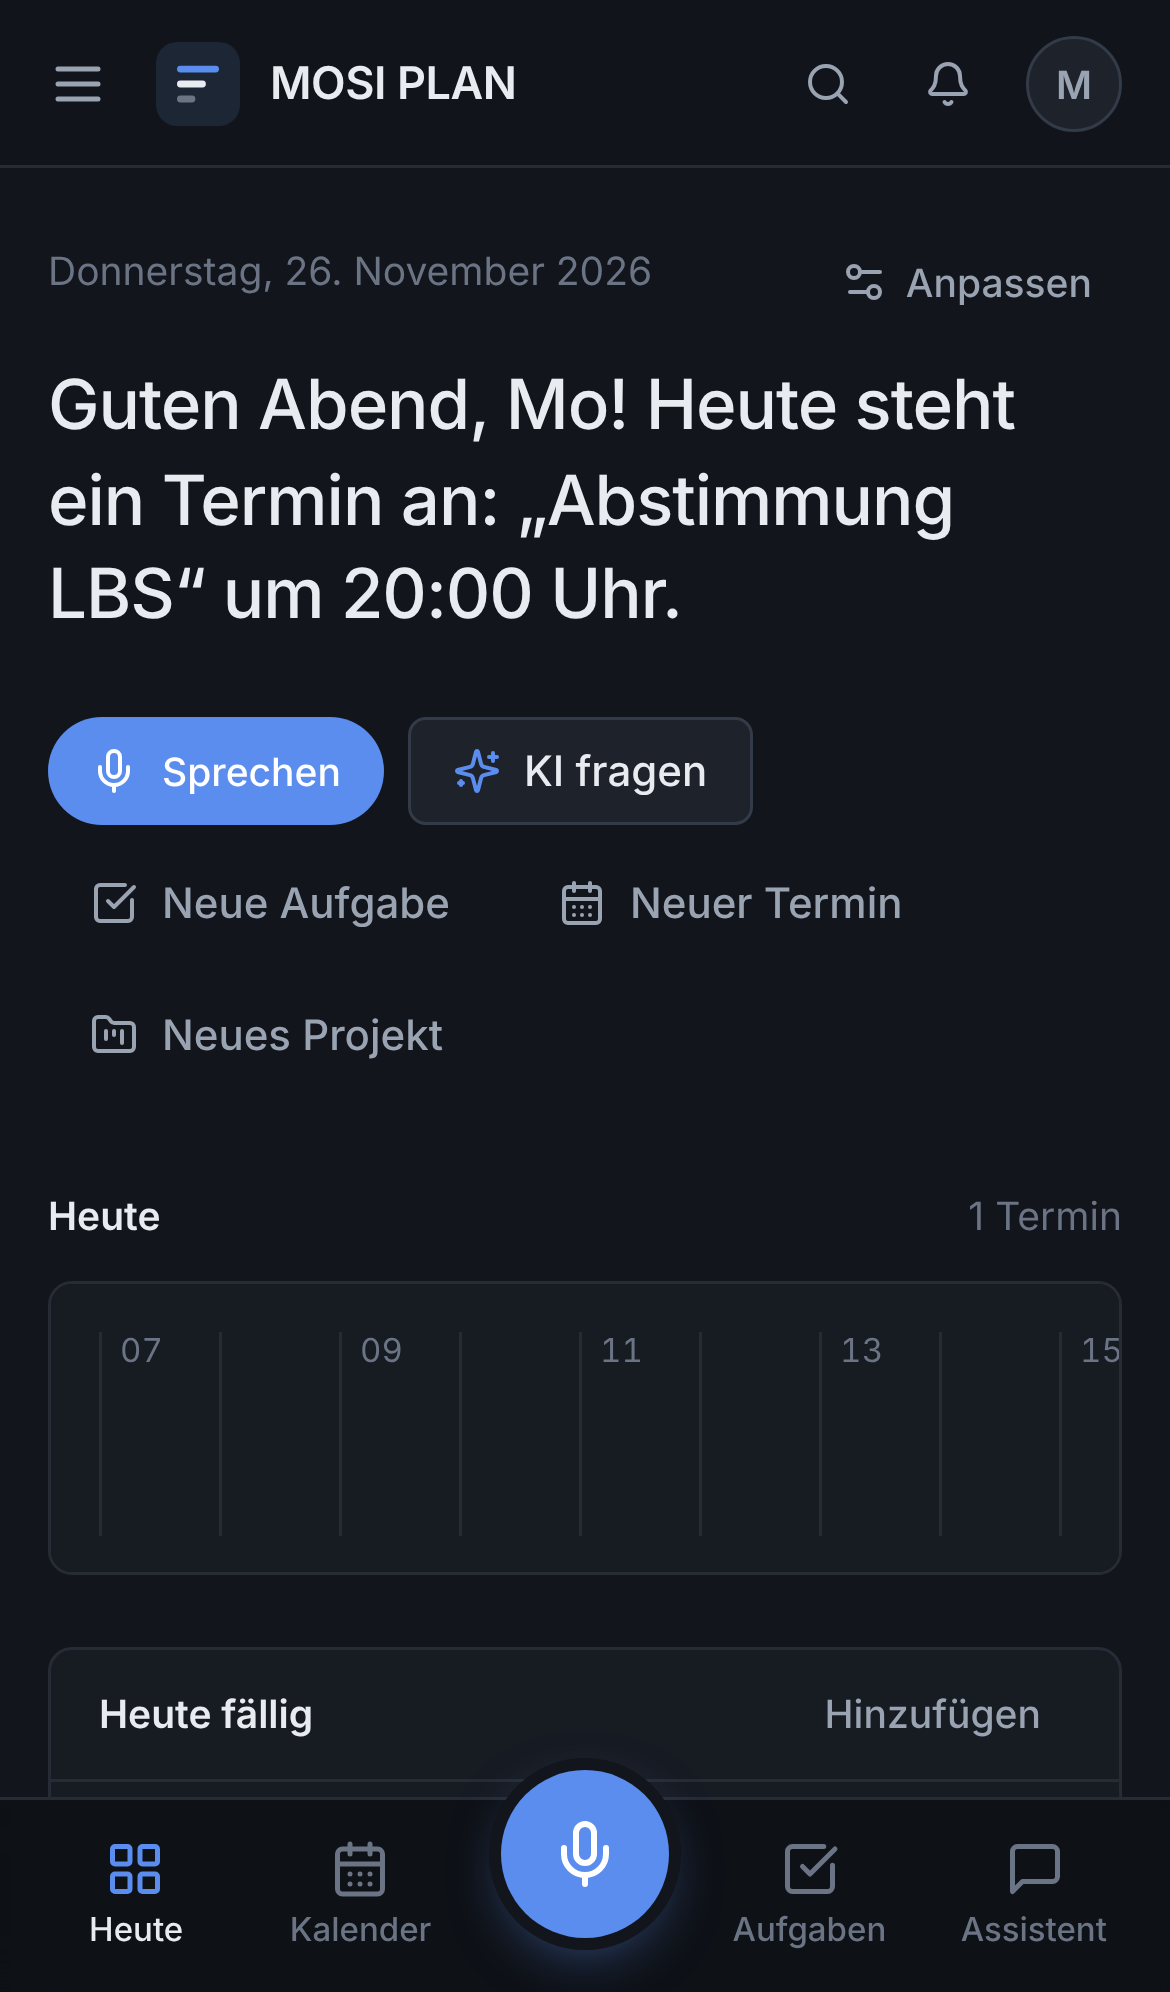 MOSI PLAN
M
Donnerstag, 26. November 2026
Anpassen
Guten Abend, Mo! Heute steht
ein Termin an: „Abstimmung
LBS“ um 20:00 Uhr.
Sprechen
KI fragen
Neue Aufgabe
Neuer Termin
Neues Projekt
Heute
1 Termin
07 09 11 13 15
Heute fällig
Hinzufügen
Heute
Kalender
Aufgaben
Assistent